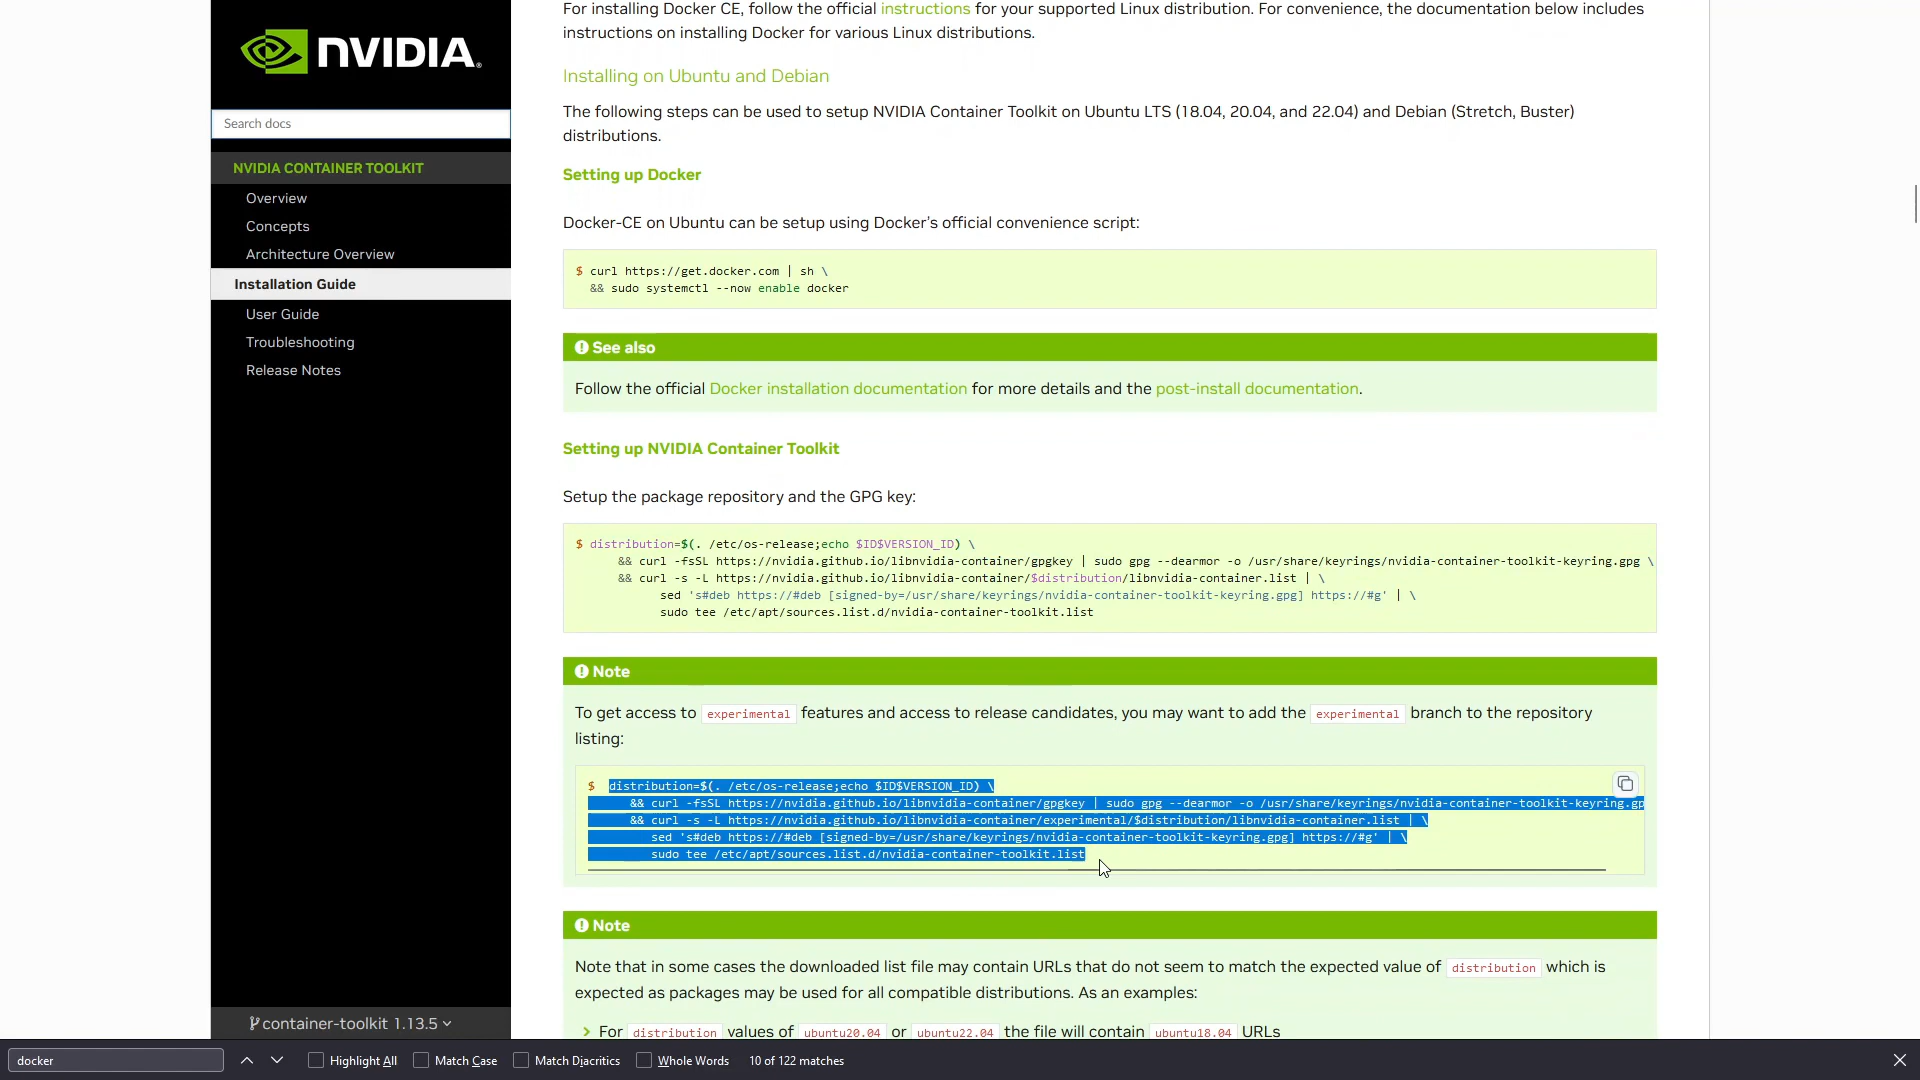 For installing Docker CE, follow the official instructions for your supported Linux distribution. For convenience, the documentation below includes
instructions on installing Docker for various Linux distributions.
NVIDIA.
Search docs
NVIDIA CONTAINER TOOLKIT
Overview
Concepts
Architecture Overview
Installation Guide
User Guide
Troubleshooting
Release Notes
container-toolkit 1.13.5
Installing on Ubuntu and Debian
The following steps can be used to setup NVIDIA Container Toolkit on Ubuntu LTS (18.04, 20.04, and 22.04) and Debian (Stretch, Buster)
distributions.
Setting up Docker
Docker-CE on Ubuntu can be setup using Docker's official convenience script:
$ curl https://get.docker.com | sh \
&& sudo systemctl --now enable docker
See also
Follow the official Docker installation documentation for more details and the post-install documentation.
Setting up NVIDIA Container Toolkit
Setup the package repository and the GPG key:
$ distribution=$(. /etc/os-release;echo $ID$VERSION_ID) \
&& curl -fsSL https://nvidia.github.io/libnvidia-container/gpgkey | sudo gpg --dearmor -o /usr/share/keyrings/nvidia-container-toolkit-keyring.gpg \
&& curl -s -L https://nvidia.github.io/libnvidia-container/$distribution/libnvidia-container.list | \
sed 's#deb https://#deb [signed-by=/usr/share/keyrings/nvidia-container-toolkit-keyring.gpg] https://#g' | \
sudo tee /etc/apt/sources.list.d/nvidia-container-toolkit.list
Note
To get access to experimental features and access to release candidates, you may want to add the experimental branch to the repository
listing:
$ distribution=$(. /etc/os-release;echo $ID$VERSION_ID) \
&& curl -fsSL https://nvidia.github.io/libnvidia-container/gpgkey | sudo gpg --dearmor -o /usr/share/keyrings/nvidia-container-toolkit-keyring.gp
&& curl -s -L https://nvidia.github.io/libnvidia-container/experimental/$distribution/libnvidia-container.list | \
sed 's#deb https://#deb [signed-by=/usr/share/keyrings/nvidia-container-toolkit-keyring.gpg] https://#g' | \
sudo tee /etc/apt/sources.list.d/nvidia-container-toolkit.list
Note
Note that in some cases the downloaded list file may contain URLs that do not seem to match the expected value of distribution which is
expected as packages may be used for all compatible distributions. As an examples:
For distribution values of ubuntu20.04 or ubuntu22.04 the file will contain ubuntu18.04 URLs
docker
Highlight All
Match Case
Match Diacritics
Whole Words
10 of 122 matches